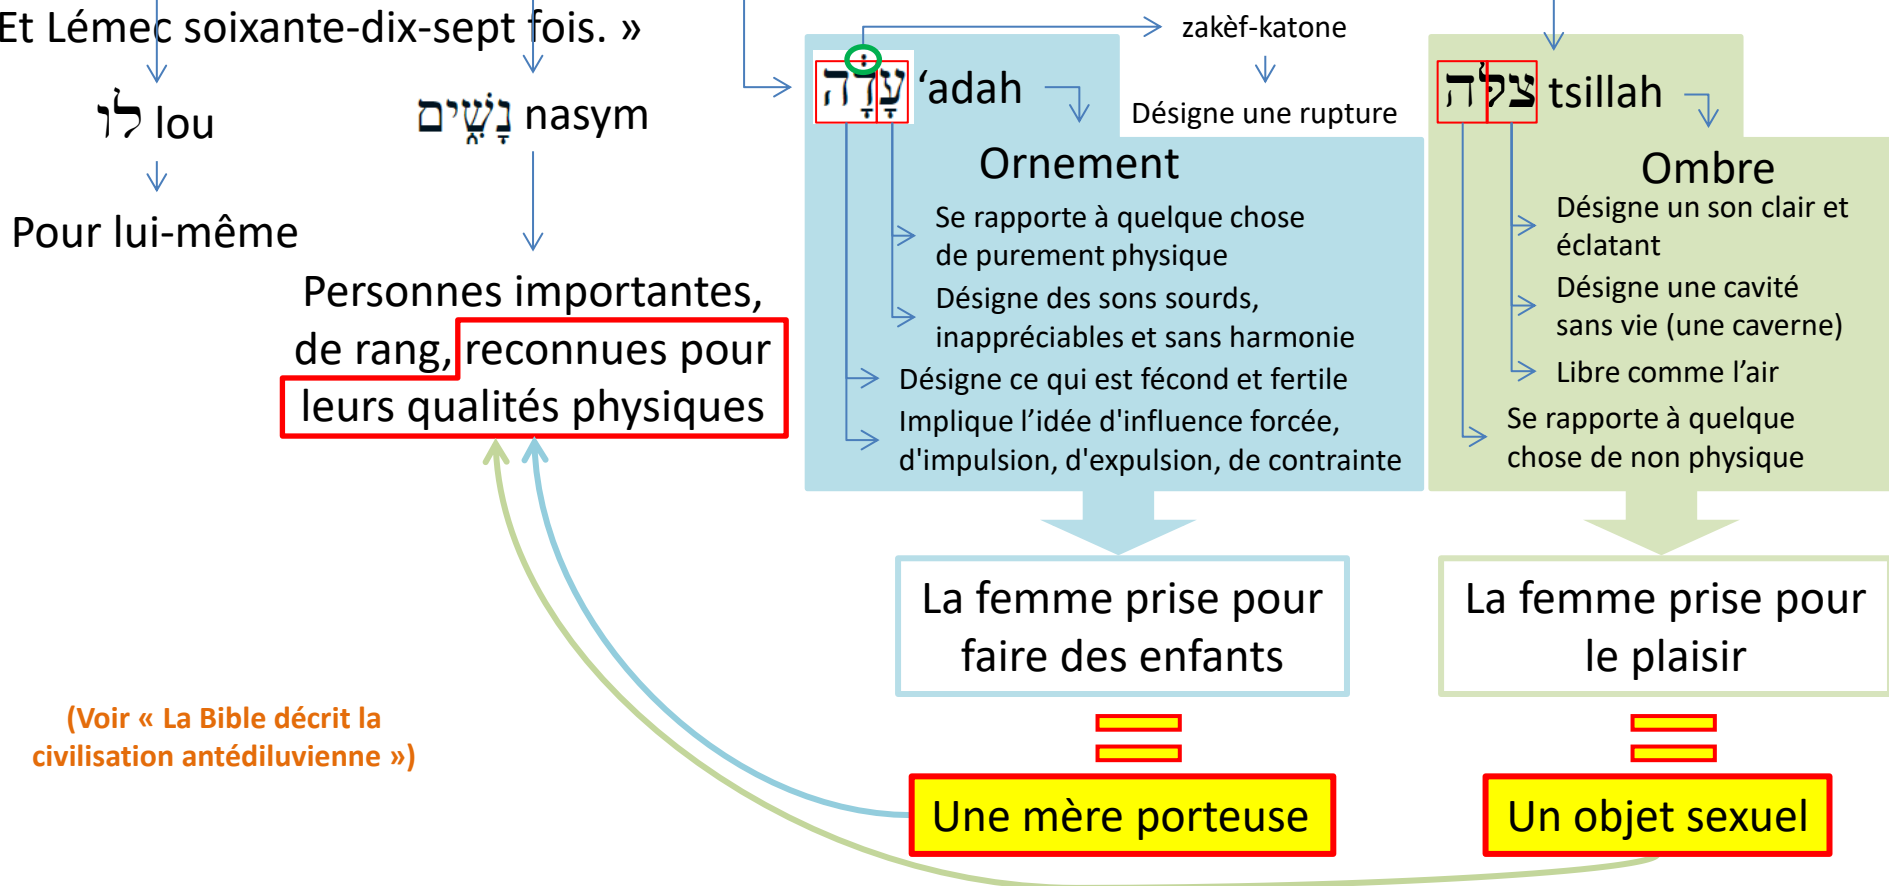 Et Lémec soixante-dix-sept fois. »
לו lou
Pour lui-même
נָשִׁ֑ים nasym
Personnes importantes,
de rang, reconnues pour
leurs qualités physiques
(Voir « La Bible décrit la
civilisation antédiluvienne »)
עָדָ֔ה ‘adah
zakèf-katone
Désigne une rupture
Ornement
Se rapporte à quelque chose
de purement physique
Désigne des sons sourds,
inappréciables et sans harmonie
Désigne ce qui est fécond et fertile
Implique l’idée d'influence forcée,
d'impulsion, d'expulsion, de contrainte
La femme prise pour
faire des enfants
Une mère porteuse
צלה tsillah
Ombre
Désigne un son clair et
éclatant
Désigne une cavité
sans vie (une caverne)
Libre comme l’air
Se rapporte à quelque
chose de non physique
La femme prise pour
le plaisir
Un objet sexuel